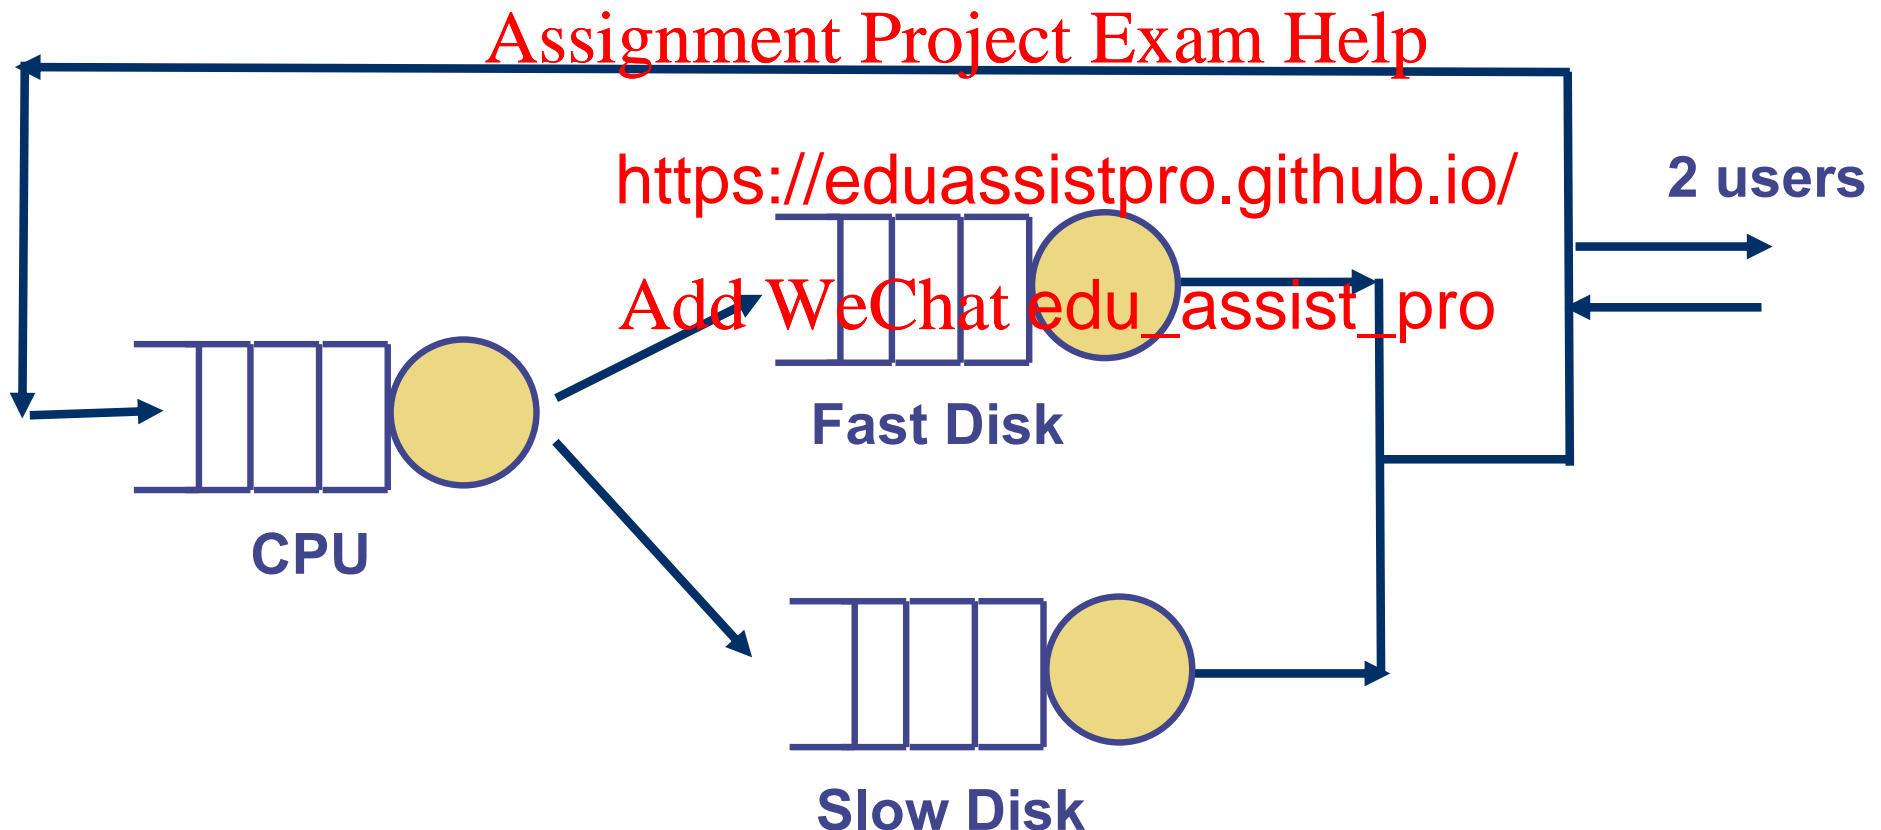 Assignment Project Exam Help
https://eduassistpro.github.io/
2 users
Add WeChat edu_assist_pro
Fast Disk
CPU
Slow Disk